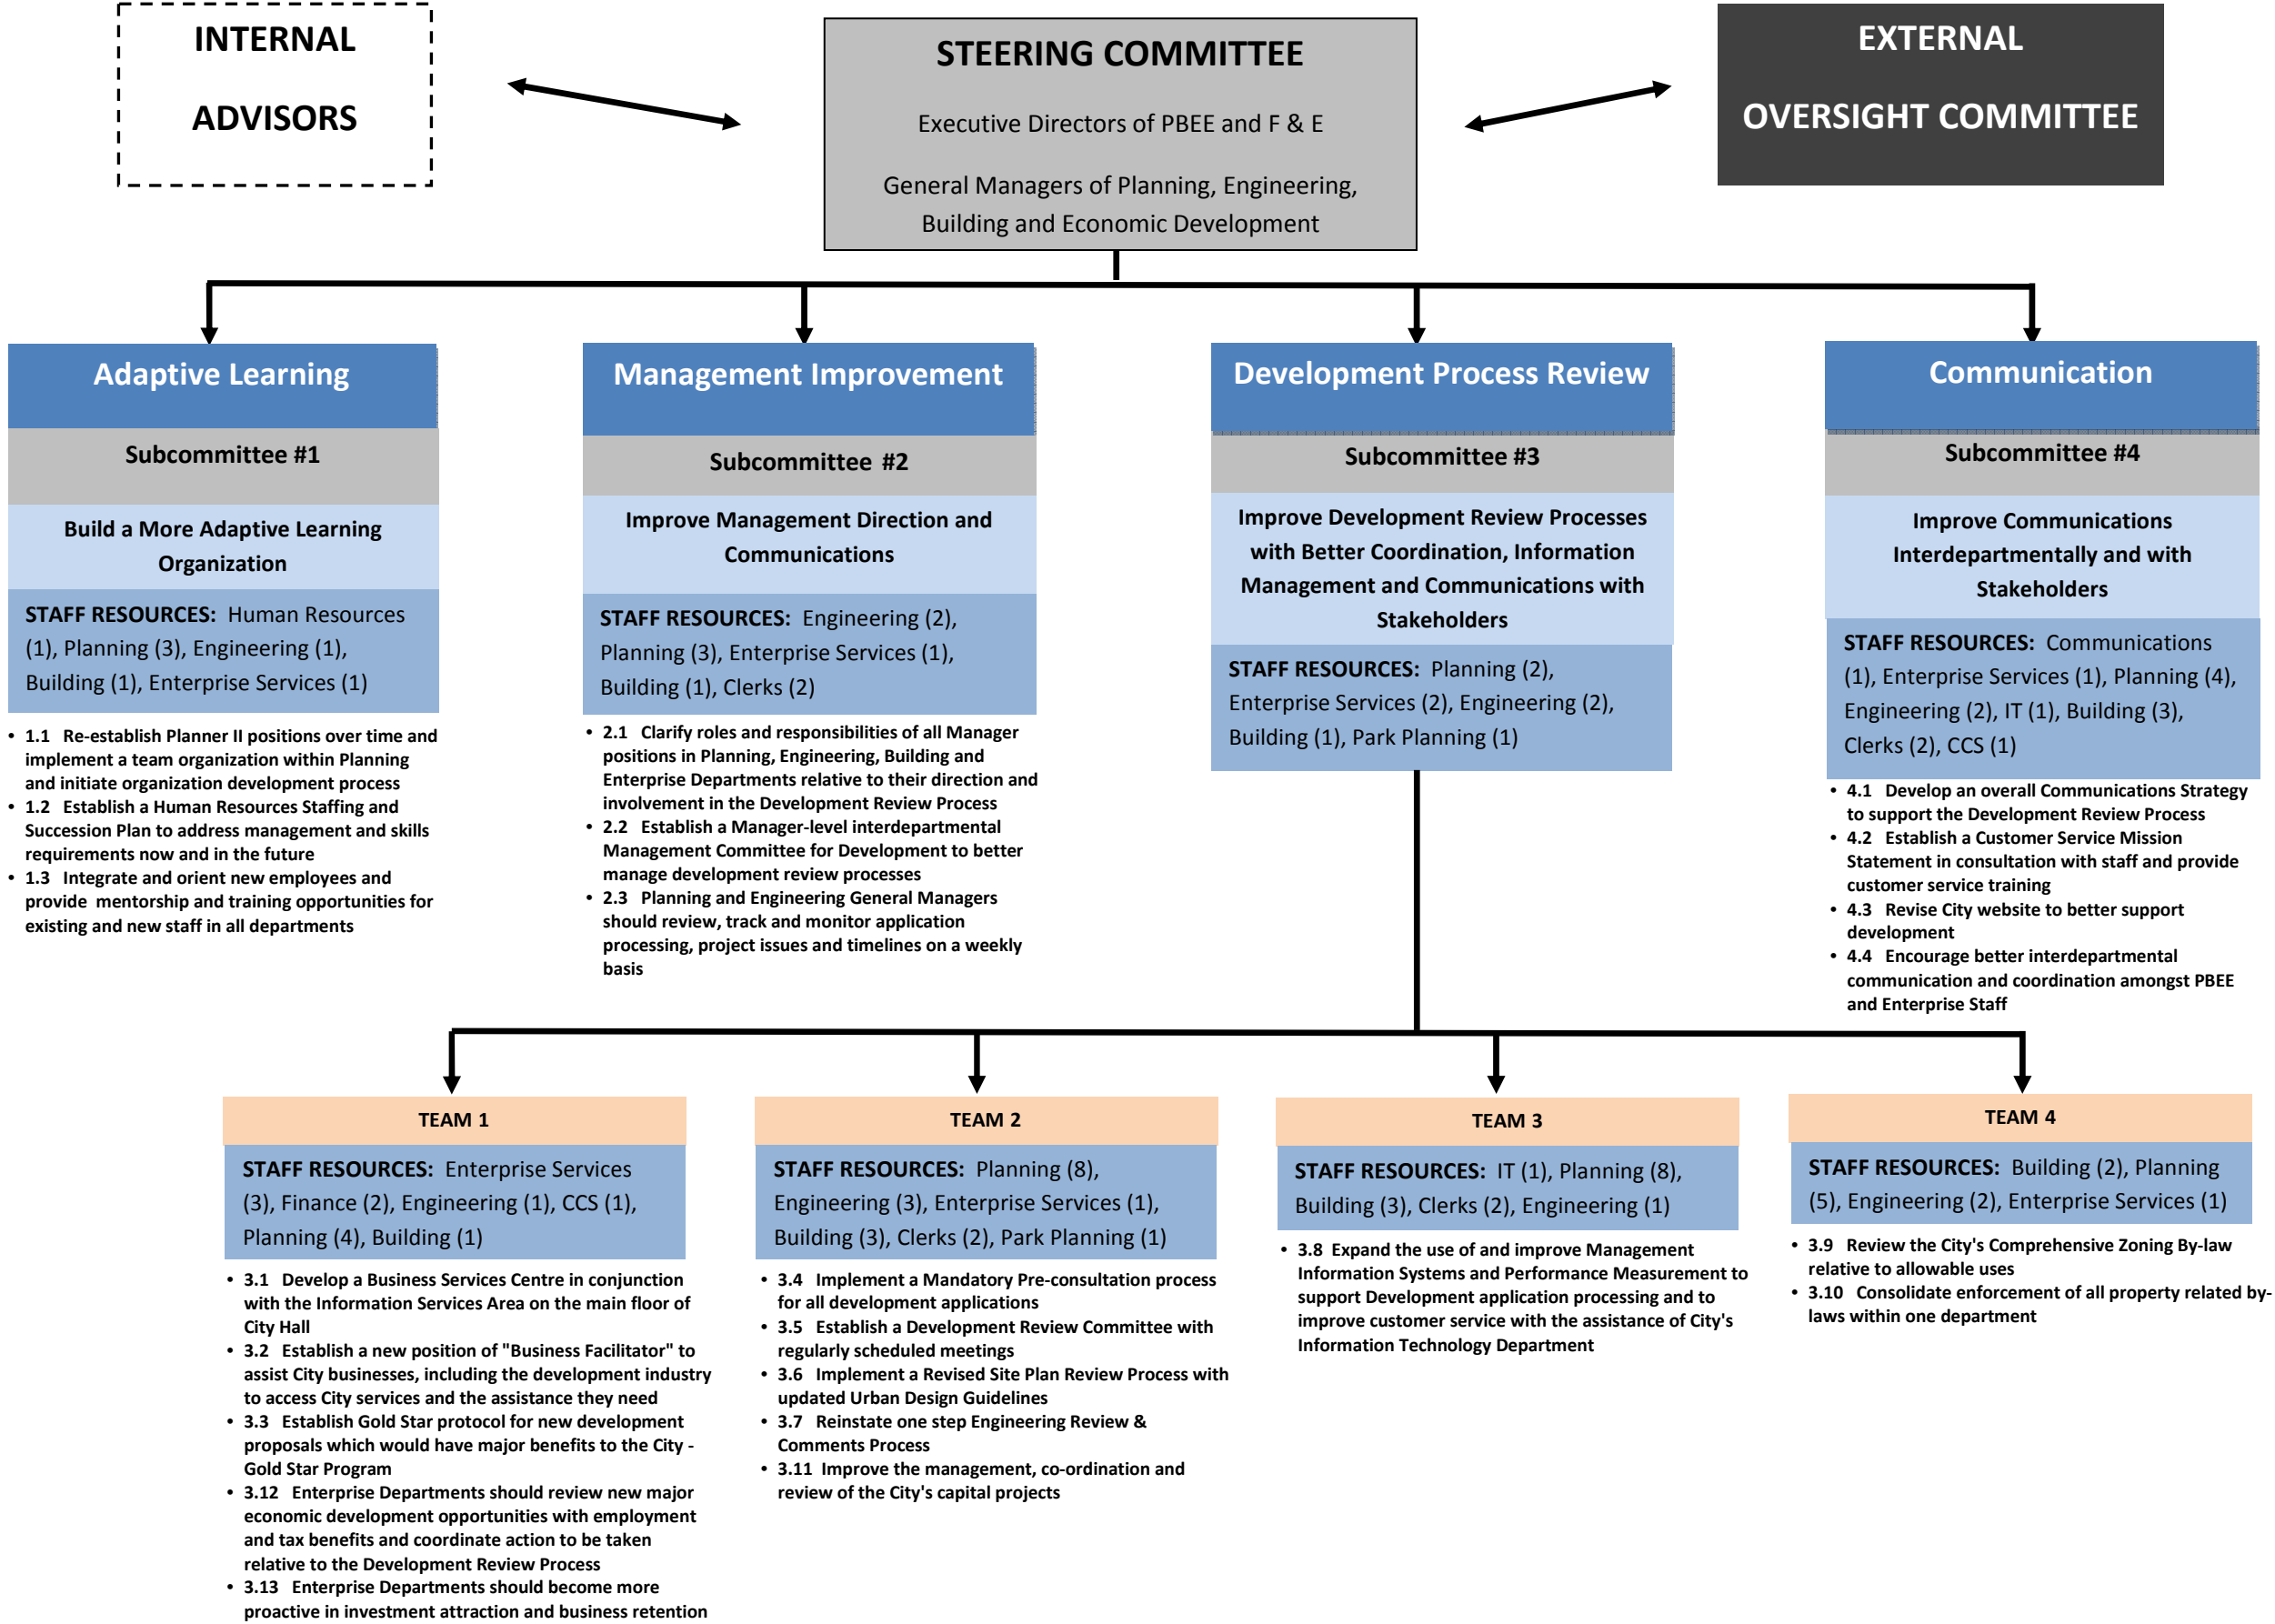 INTERNAL
ADVISORS
STEERING COMMITTEE
Executive Directors of PBEE and F & E
General Managers of Planning, Engineering,
Building and Economic Development
EXTERNAL
OVERSIGHT COMMITTEE
Adaptive Learning
Subcommittee #1
Build a More Adaptive Learning
Organization
STAFF RESOURCES: Human Resources
(1), Planning (3), Engineering (1),
Building (1), Enterprise Services (1)
• 1.1 Re-establish Planner II positions over time and
implement a team organization within Planning
and initiate organization development process
• 1.2 Establish a Human Resources Staffing and
Succession Plan to address management and skills
requirements now and in the future
• 1.3 Integrate and orient new employees and
provide mentorship and training opportunities for
existing and new staff in all departments
Management Improvement
Subcommittee #2
Improve Management Direction and
Communications
STAFF RESOURCES: Engineering (2),
Planning (3), Enterprise Services (1),
Building (1), Clerks (2)
• 2.1 Clarify roles and responsibilities of all Manager
positions in Planning, Engineering, Building and
Enterprise Departments relative to their direction and
involvement in the Development Review Process
• 2.2 Establish a Manager-level interdepartmental
Management Committee for Development to better
manage development review processes
• 2.3 Planning and Engineering General Managers
should review, track and monitor application
processing, project issues and timelines on a weekly
basis
Development Process Review
Subcommittee #3
Improve Development Review Processes
with Better Coordination, Information
Management and Communications with
Stakeholders
STAFF RESOURCES: Planning (2),
Enterprise Services (2), Engineering (2),
Building (1), Park Planning (1)
Communication
Subcommittee #4
Improve Communications
Interdepartmentally and with
Stakeholders
STAFF RESOURCES: Communications
(1), Enterprise Services (1), Planning (4),
Engineering (2), IT (1), Building (3),
Clerks (2), CCS (1)
• 4.1 Develop an overall Communications Strategy
to support the Development Review Process
• 4.2 Establish a Customer Service Mission
Statement in consultation with staff and provide
customer service training
• 4.3 Revise City website to better support
development
• 4.4 Encourage better interdepartmental
communication and coordination amongst PBEE
and Enterprise Staff
TEAM 1
STAFF RESOURCES: Enterprise Services
(3), Finance (2), Engineering (1), CCS (1),
Planning (4), Building (1)
• 3.1 Develop a Business Services Centre in conjunction
with the Information Services Area on the main floor of
City Hall
• 3.2 Establish a new position of "Business Facilitator" to
assist City businesses, including the development industry
to access City services and the assistance they need
• 3.3 Establish Gold Star protocol for new development
proposals which would have major benefits to the City -
Gold Star Program
• 3.12 Enterprise Departments should review new major
economic development opportunities with employment
and tax benefits and coordinate action to be taken
relative to the Development Review Process
• 3.13 Enterprise Departments should become more
proactive in investment attraction and business retention
TEAM 2
STAFF RESOURCES: Planning (8),
Engineering (3), Enterprise Services (1),
Building (3), Clerks (2), Park Planning (1)
• 3.4 Implement a Mandatory Pre-consultation process
for all development applications
• 3.5 Establish a Development Review Committee with
regularly scheduled meetings
• 3.6 Implement a Revised Site Plan Review Process with
updated Urban Design Guidelines
• 3.7 Reinstate one step Engineering Review &
Comments Process
• 3.11 Improve the management, co-ordination and
review of the City's capital projects
TEAM 3
STAFF RESOURCES: IT (1), Planning (8),
Building (3), Clerks (2), Engineering (1)
• 3.8 Expand the use of and improve Management
Information Systems and Performance Measurement to
support Development application processing and to
improve customer service with the assistance of City's
Information Technology Department
TEAM 4
STAFF RESOURCES: Building (2), Planning
(5), Engineering (2), Enterprise Services (1)
• 3.9 Review the City's Comprehensive Zoning By-law
relative to allowable uses
• 3.10 Consolidate enforcement of all property related by-
laws within one department